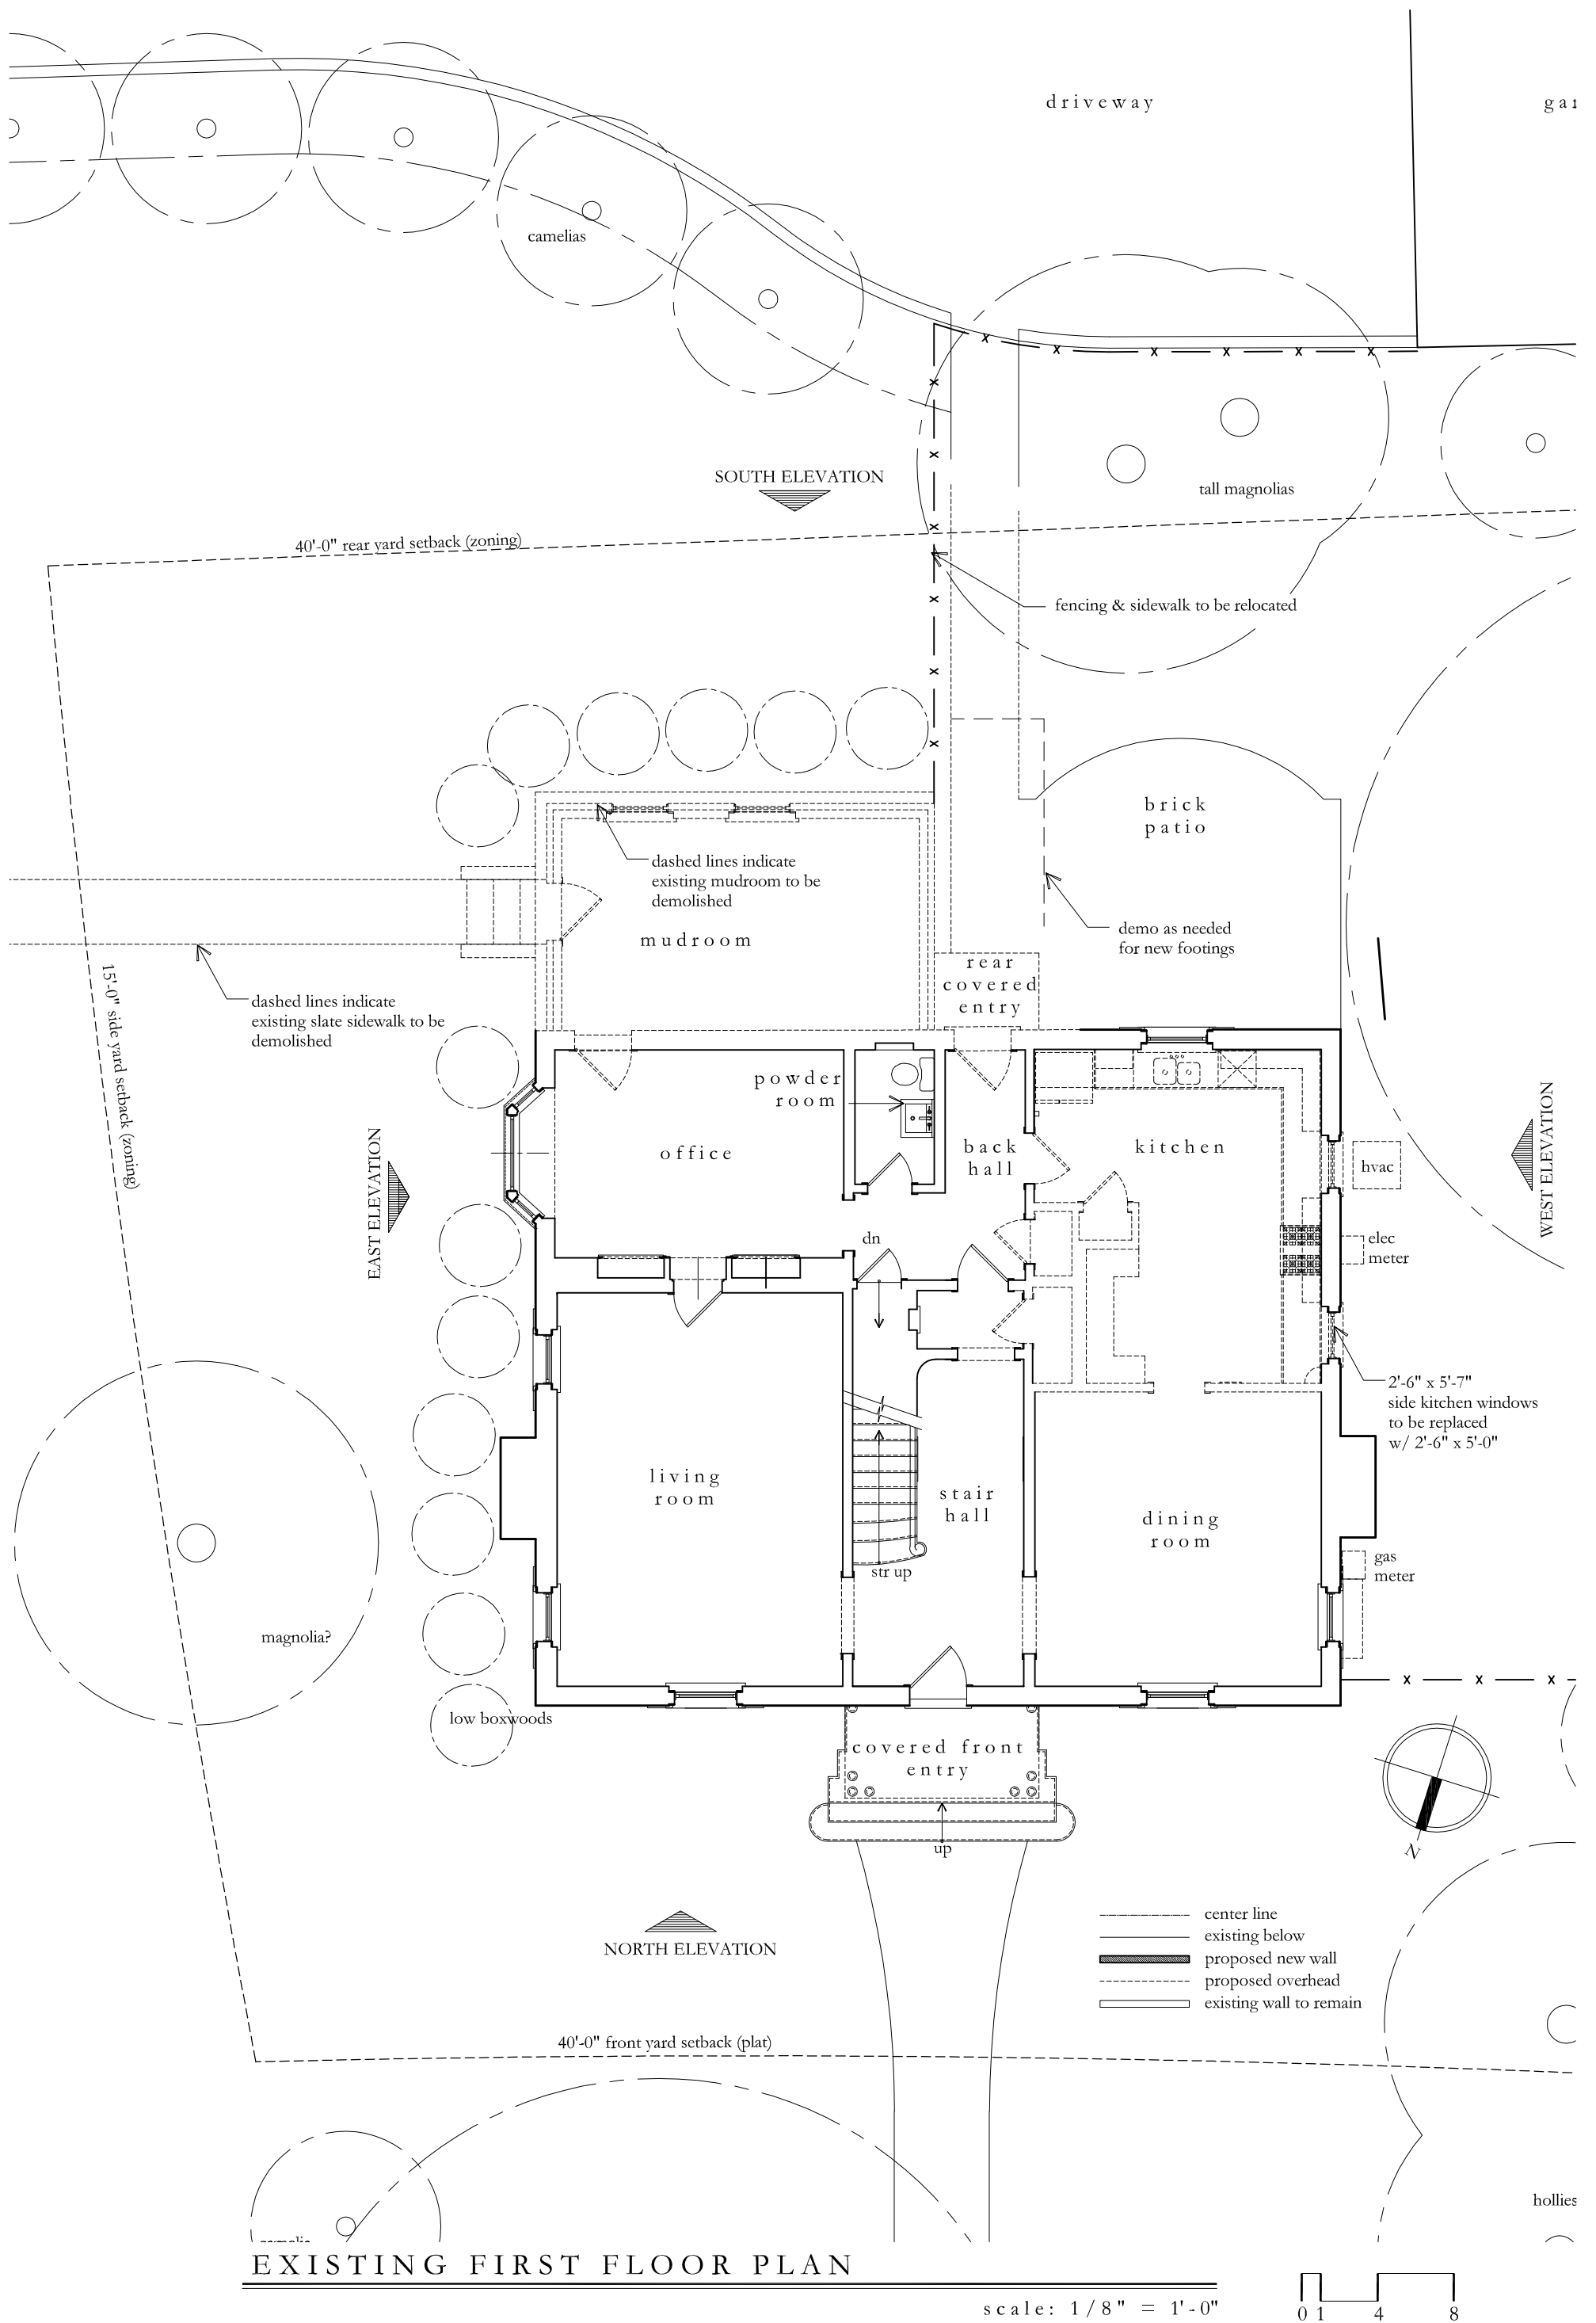 driveway
camelias
SOUTH ELEVATION
tall magnolias
40'-0" rear yard setback (zoning)
fencing & sidewalk to be relocated
brick
patio
dashed lines indicate
existing mudroom to be
demolished
mudroom
demo as needed
for new footings
rear
covered
entry
15'-0" side yard setback (zoning)
dashed lines indicate
existing slate sidewalk to be
demolished
powder
room
office
back
hall
kitchen
hvac
EAST ELEVATION
WEST ELEVATION
dn
elec
meter
2'-6" x 5'-7"
side kitchen windows
to be replaced
w/ 2'-6" x 5'-0"
living
room
stair
hall
dining
room
str up
gas
meter
magnolia?
low boxwoods
covered front
entry
up
N
NORTH ELEVATION
center line
existing below
proposed new wall
proposed overhead
existing wall to remain
40'-0" front yard setback (plat)
hollies
EXISTING FIRST FLOOR PLAN
scale: 1/8" = 1'-0"
0 1 4 8